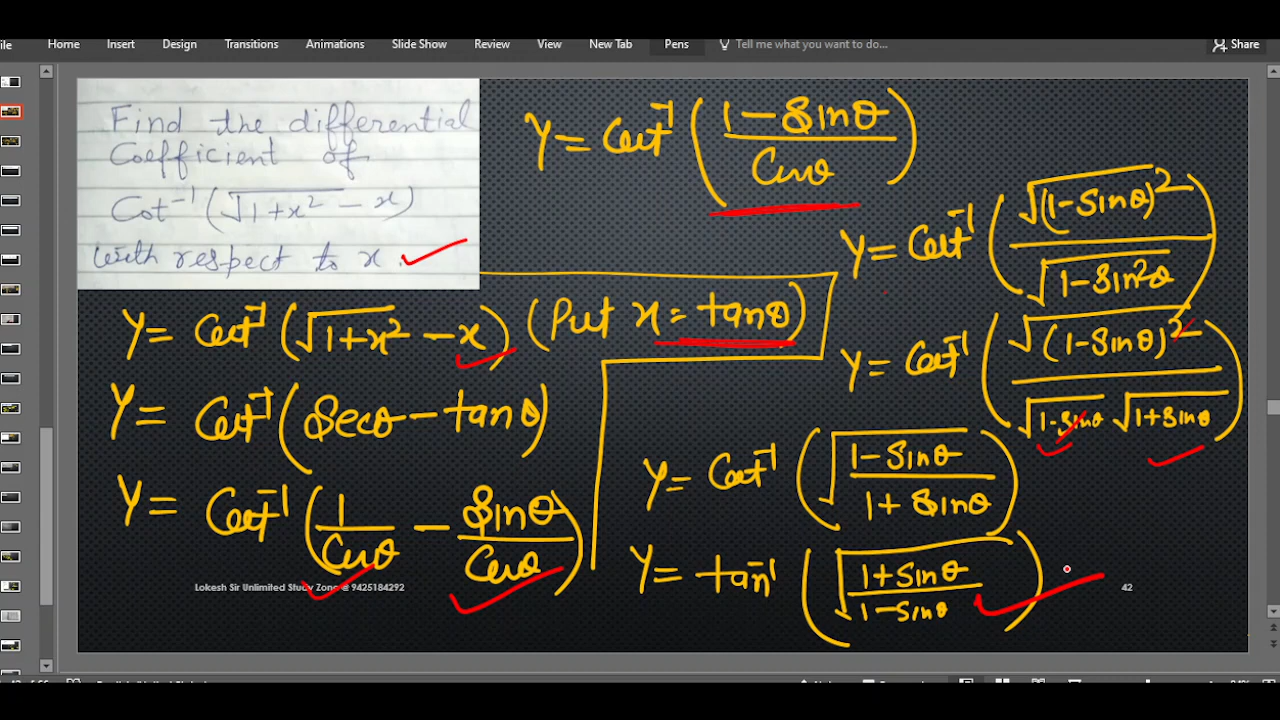 File Home Insert Design Transitions Animations Slide Show Review View New Tab Pens Tell me what you want to do... Share
Find the differential
Coefficient of
Cot⁻¹ (√1+x² - x)
with respect to x.
Y = Cot⁻¹ (√1+x² - x) (Put x = tanθ)
Y = Cot⁻¹ (Secθ - tanθ)
Y = Cot⁻¹ (1/Cosθ - Sinθ/Cosθ)
Y = Cot⁻¹ ((1-Sinθ)/Cosθ)
Y = Cot⁻¹ (√(1-Sinθ)² / √1-Sin²θ)
Y = Cot⁻¹ (√(1-Sinθ)² / √1-Sinθ √1+Sinθ)
Y = Cot⁻¹ (√(1-Sinθ)/(1+Sinθ))
Y = tan⁻¹ (√(1+Sinθ)/(1-Sinθ))
Lokesh Sir Unlimited Study Zone @ 9425184292
42